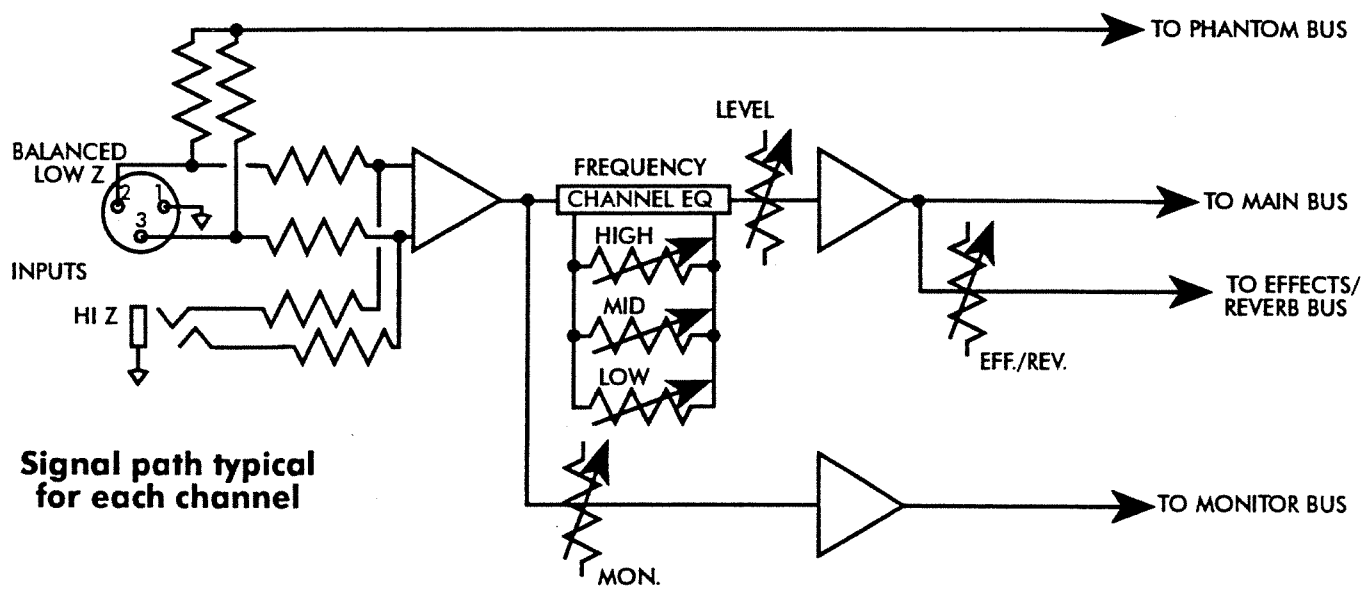 TO PHANTOM BUS
LEVEL
BALANCED
LOW Z
2 1
3
FREQUENCY
CHANNEL EQ
TO MAIN BUS
HIGH
INPUTS
TO EFFECTS/
REVERB BUS
HI Z
MID
EFF./REV.
LOW
Signal path typical
for each channel
TO MONITOR BUS
MON.